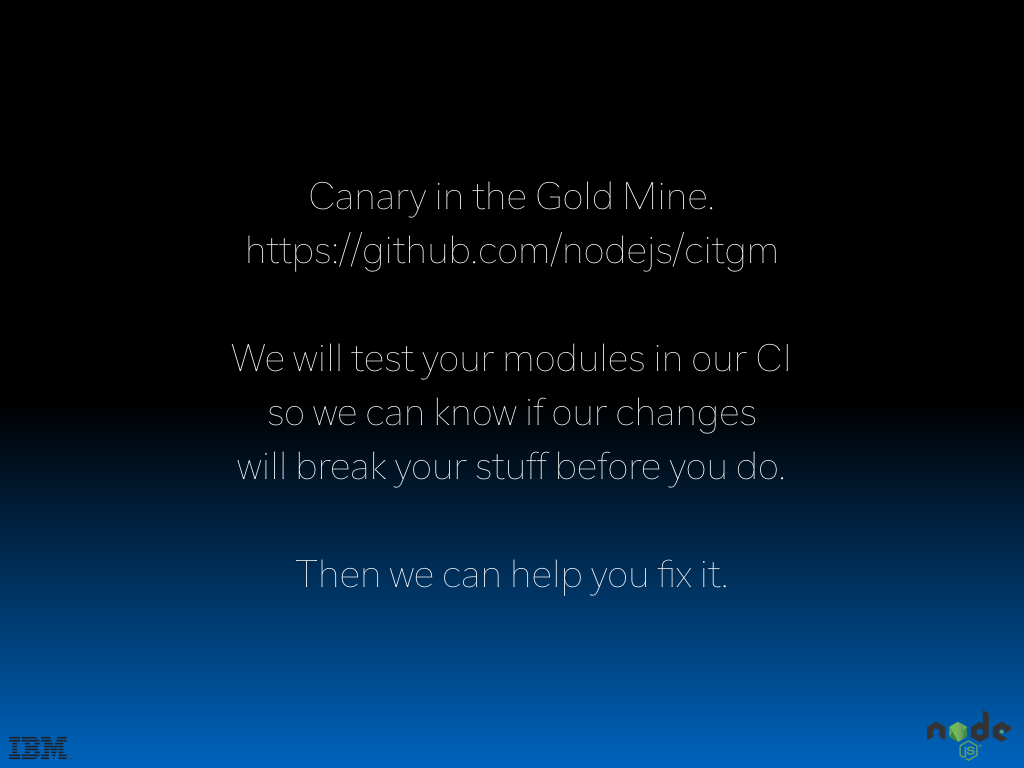 Canary in the Gold Mine.
https://github.com/nodejs/citgm
We will test your modules in our CI
so we can know if our changes
will break your stuff before you do.
Then we can help you fix it.
IBM
node
JS